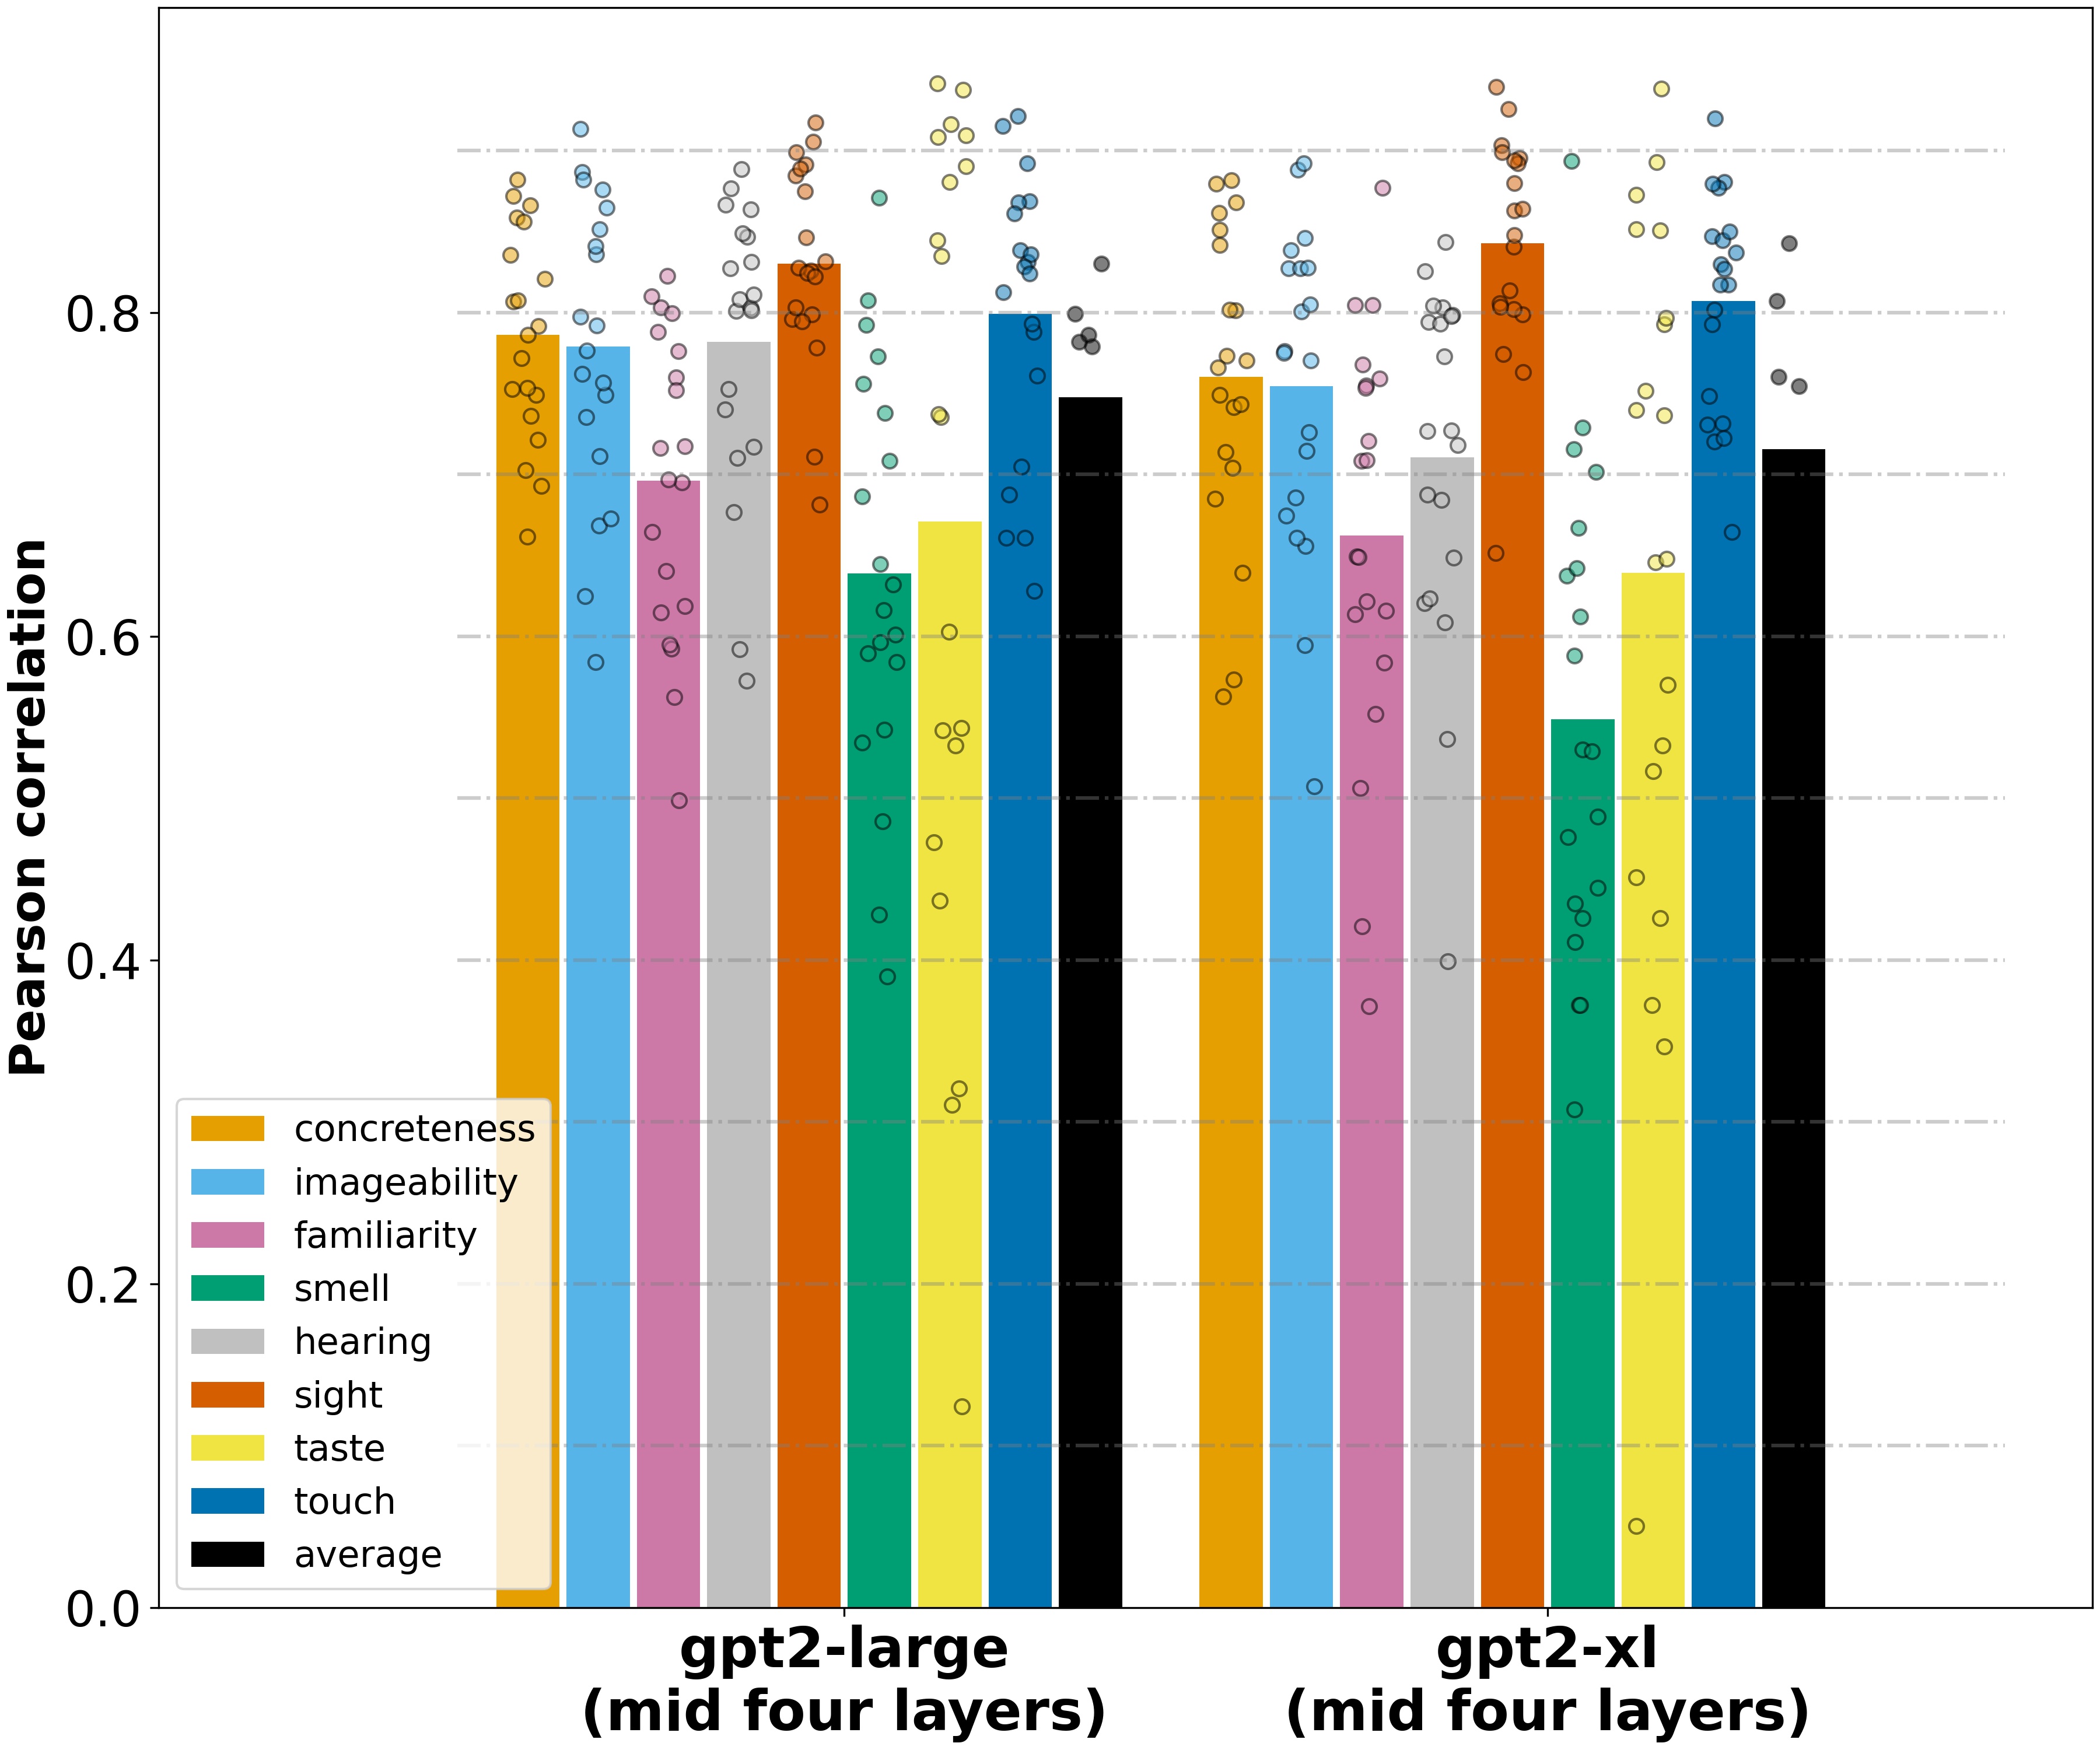 Pearson correlation
0.8
0.6
0.4
0.2
0.0
concreteness
imageability
familiarity
smell
hearing
sight
taste
touch
average
gpt2-large
(mid four layers)
gpt2-xl
(mid four layers)